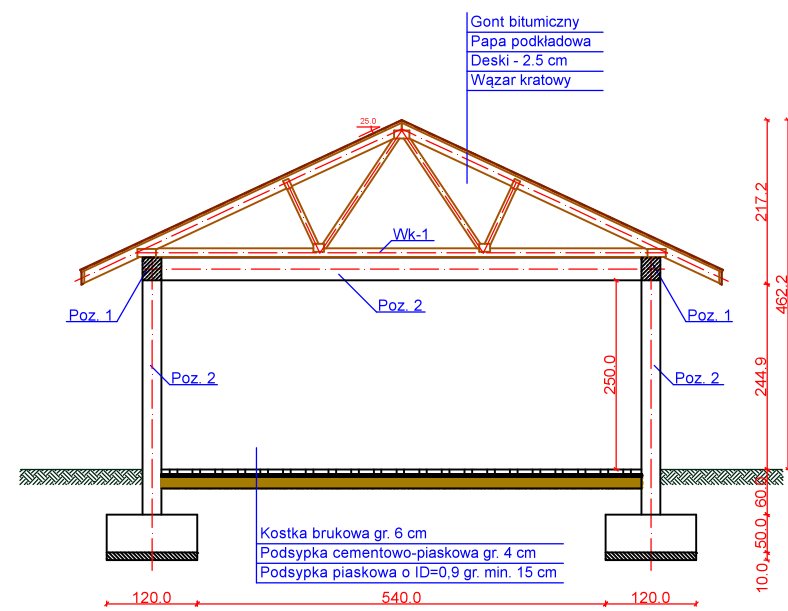 Gont bitumiczny
Papa podkładowa
Deski - 2.5 cm
Wązar kratowy
25.0
217.2
Wk-1
462.2
Poz. 1
Poz. 2
Poz. 1
250.0
244.9
Poz. 2
Poz. 2
60.0
50.0
10.0
Kostka brukowa gr. 6 cm
Podsypka cementowo-piaskowa gr. 4 cm
Podsypka piaskowa o ID=0,9 gr. min. 15 cm
120.0
540.0
120.0